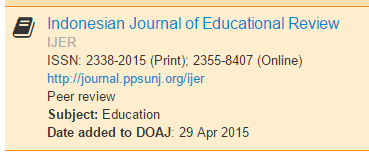 Indonesian Journal of Educational Review
IJER
ISSN: 2338-2015 (Print); 2355-8407 (Online)
http://journal.ppsunj.org/ijer
Peer review
Subject: Education
Date added to DOAJ: 29 Apr 2015